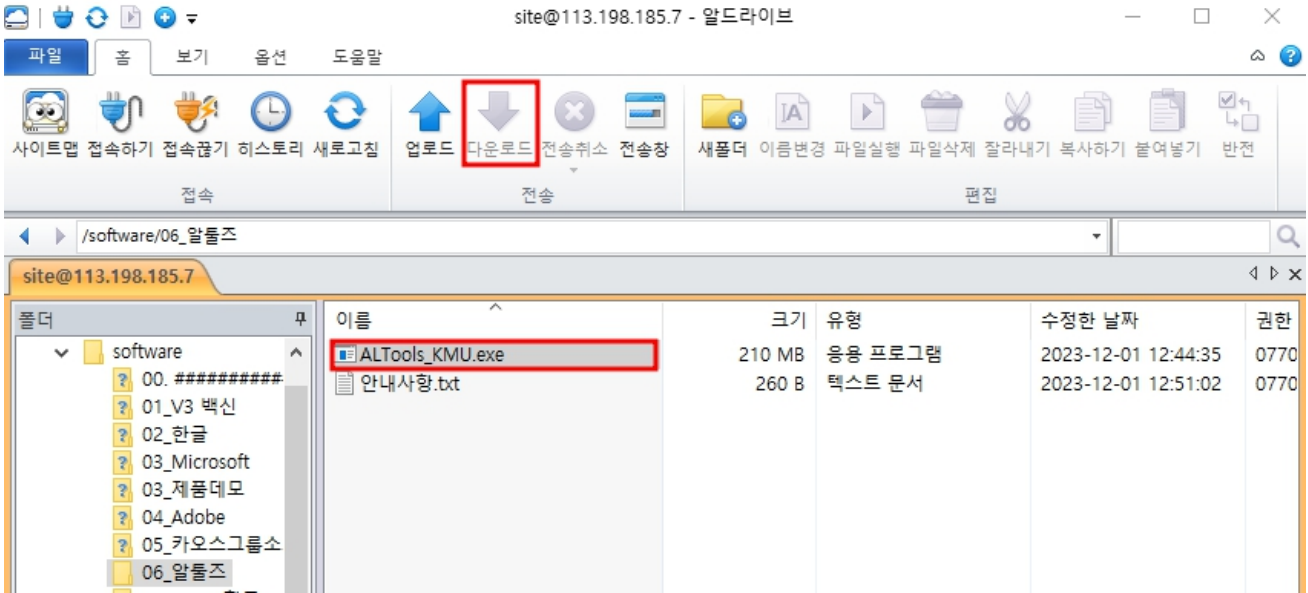 site@113.198.185.7 - 알드라이브
파일 홈 보기 옵션 도움말
사이트맵 접속하기 접속끊기 히스토리 새로고침 업로드 다운로드 전송취소 전송창 새폴더 이름변경 파일실행 파일삭제 잘라내기 복사하기 붙여넣기 반전
접속 전송 편집
/software/06_알툴즈
site@113.198.185.7
폴더 이름 크기 유형 수정한 날짜 권한
software ALTools_KMU.exe 210 MB 응용 프로그램 2023-12-01 12:44:35 0770
00. ########## 안내사항.txt 260 B 텍스트 문서 2023-12-01 12:51:02 0770
01_V3 백신
02_한글
03_Microsoft
03_제품데모
04_Adobe
05_카오스그룹소
06_알툴즈